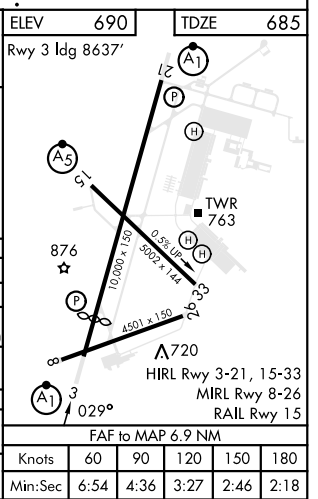 ELEV 690 TDZE 685
Rwy 3 ldg 8637'
A1
21
P
H
A5
15
TWR
763
0.5% UP
10,000 x 150
5002 x 144
H
H
876
33
P
26
4501 x 150
8
720
HIRL Rwy 3-21, 15-33
MIRL Rwy 8-26
RAIL Rwy 15
A1
3
029°
FAF to MAP 6.9 NM
Knots 60 90 120 150 180
Min:Sec 6:54 4:36 3:27 2:46 2:18